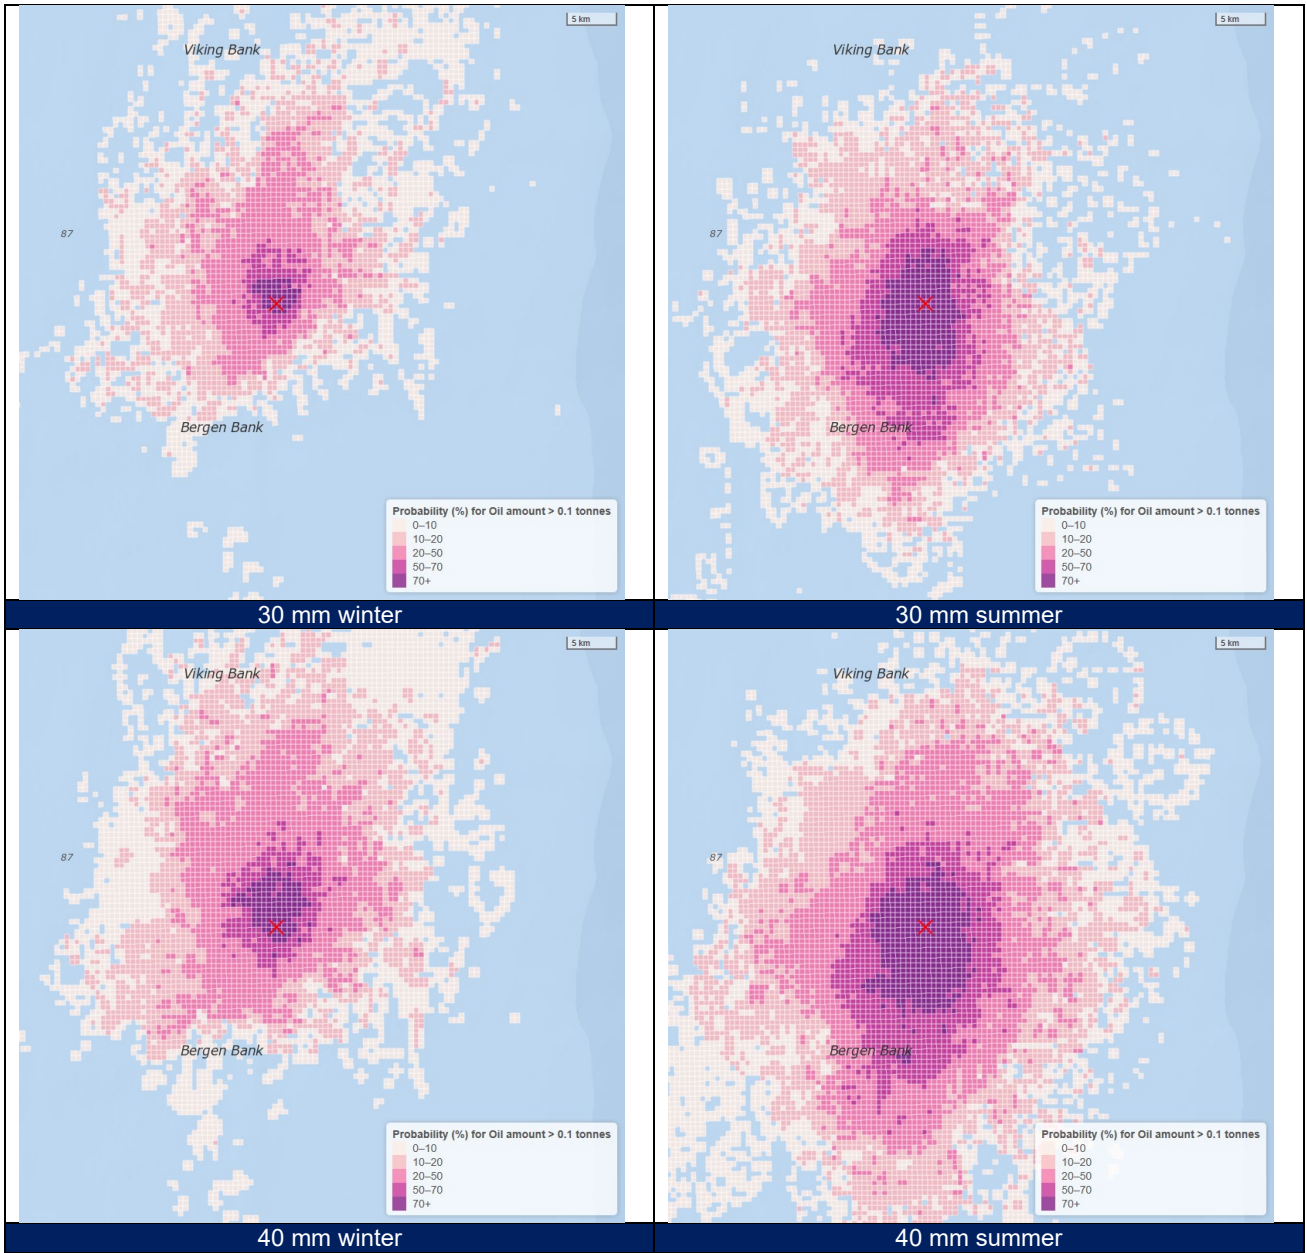 5 km
Viking Bank
87
Bergen Bank
Probability (%) for Oil amount > 0.1 tonnes
0–10
10–20
20–50
50–70
70+
30 mm winter
5 km
Viking Bank
87
Bergen Bank
Probability (%) for Oil amount > 0.1 tonnes
0–10
10–20
20–50
50–70
70+
30 mm summer
5 km
Viking Bank
87
Bergen Bank
Probability (%) for Oil amount > 0.1 tonnes
0–10
10–20
20–50
50–70
70+
40 mm winter
5 km
Viking Bank
87
Bergen Bank
Probability (%) for Oil amount > 0.1 tonnes
0–10
10–20
20–50
50–70
70+
40 mm summer